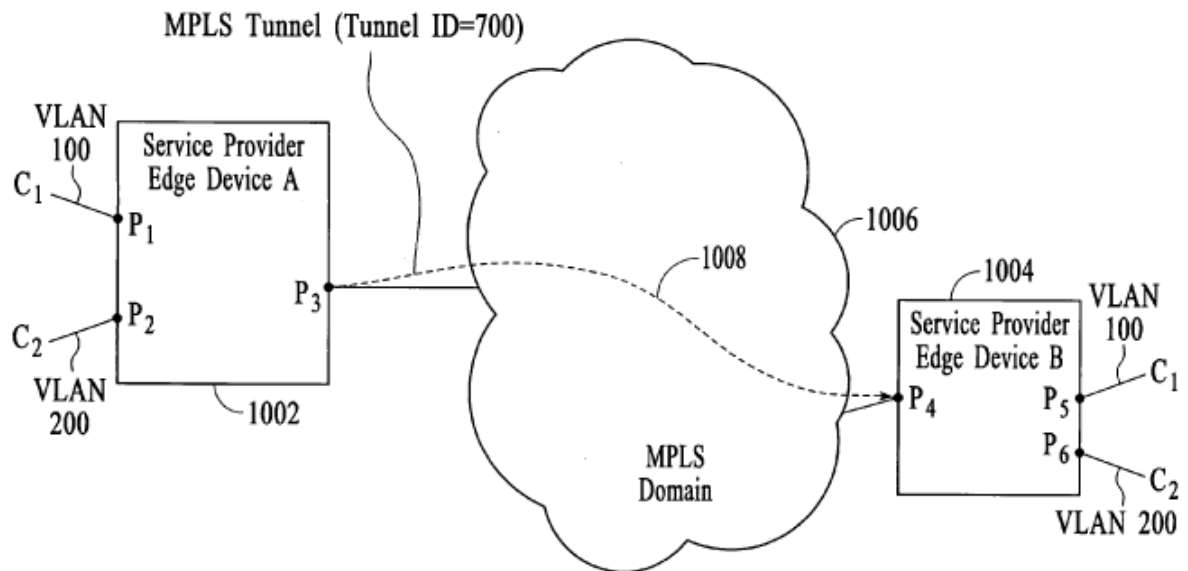 MPLS Tunnel (Tunnel ID=700)
VLAN
100
C1
P1
Service Provider
Edge Device A
P2
P3
C2
VLAN
200
1002
1006
1008
MPLS
Domain
1004
Service Provider
Edge Device B
P4
P5
P6
VLAN
100
C1
C2
VLAN 200